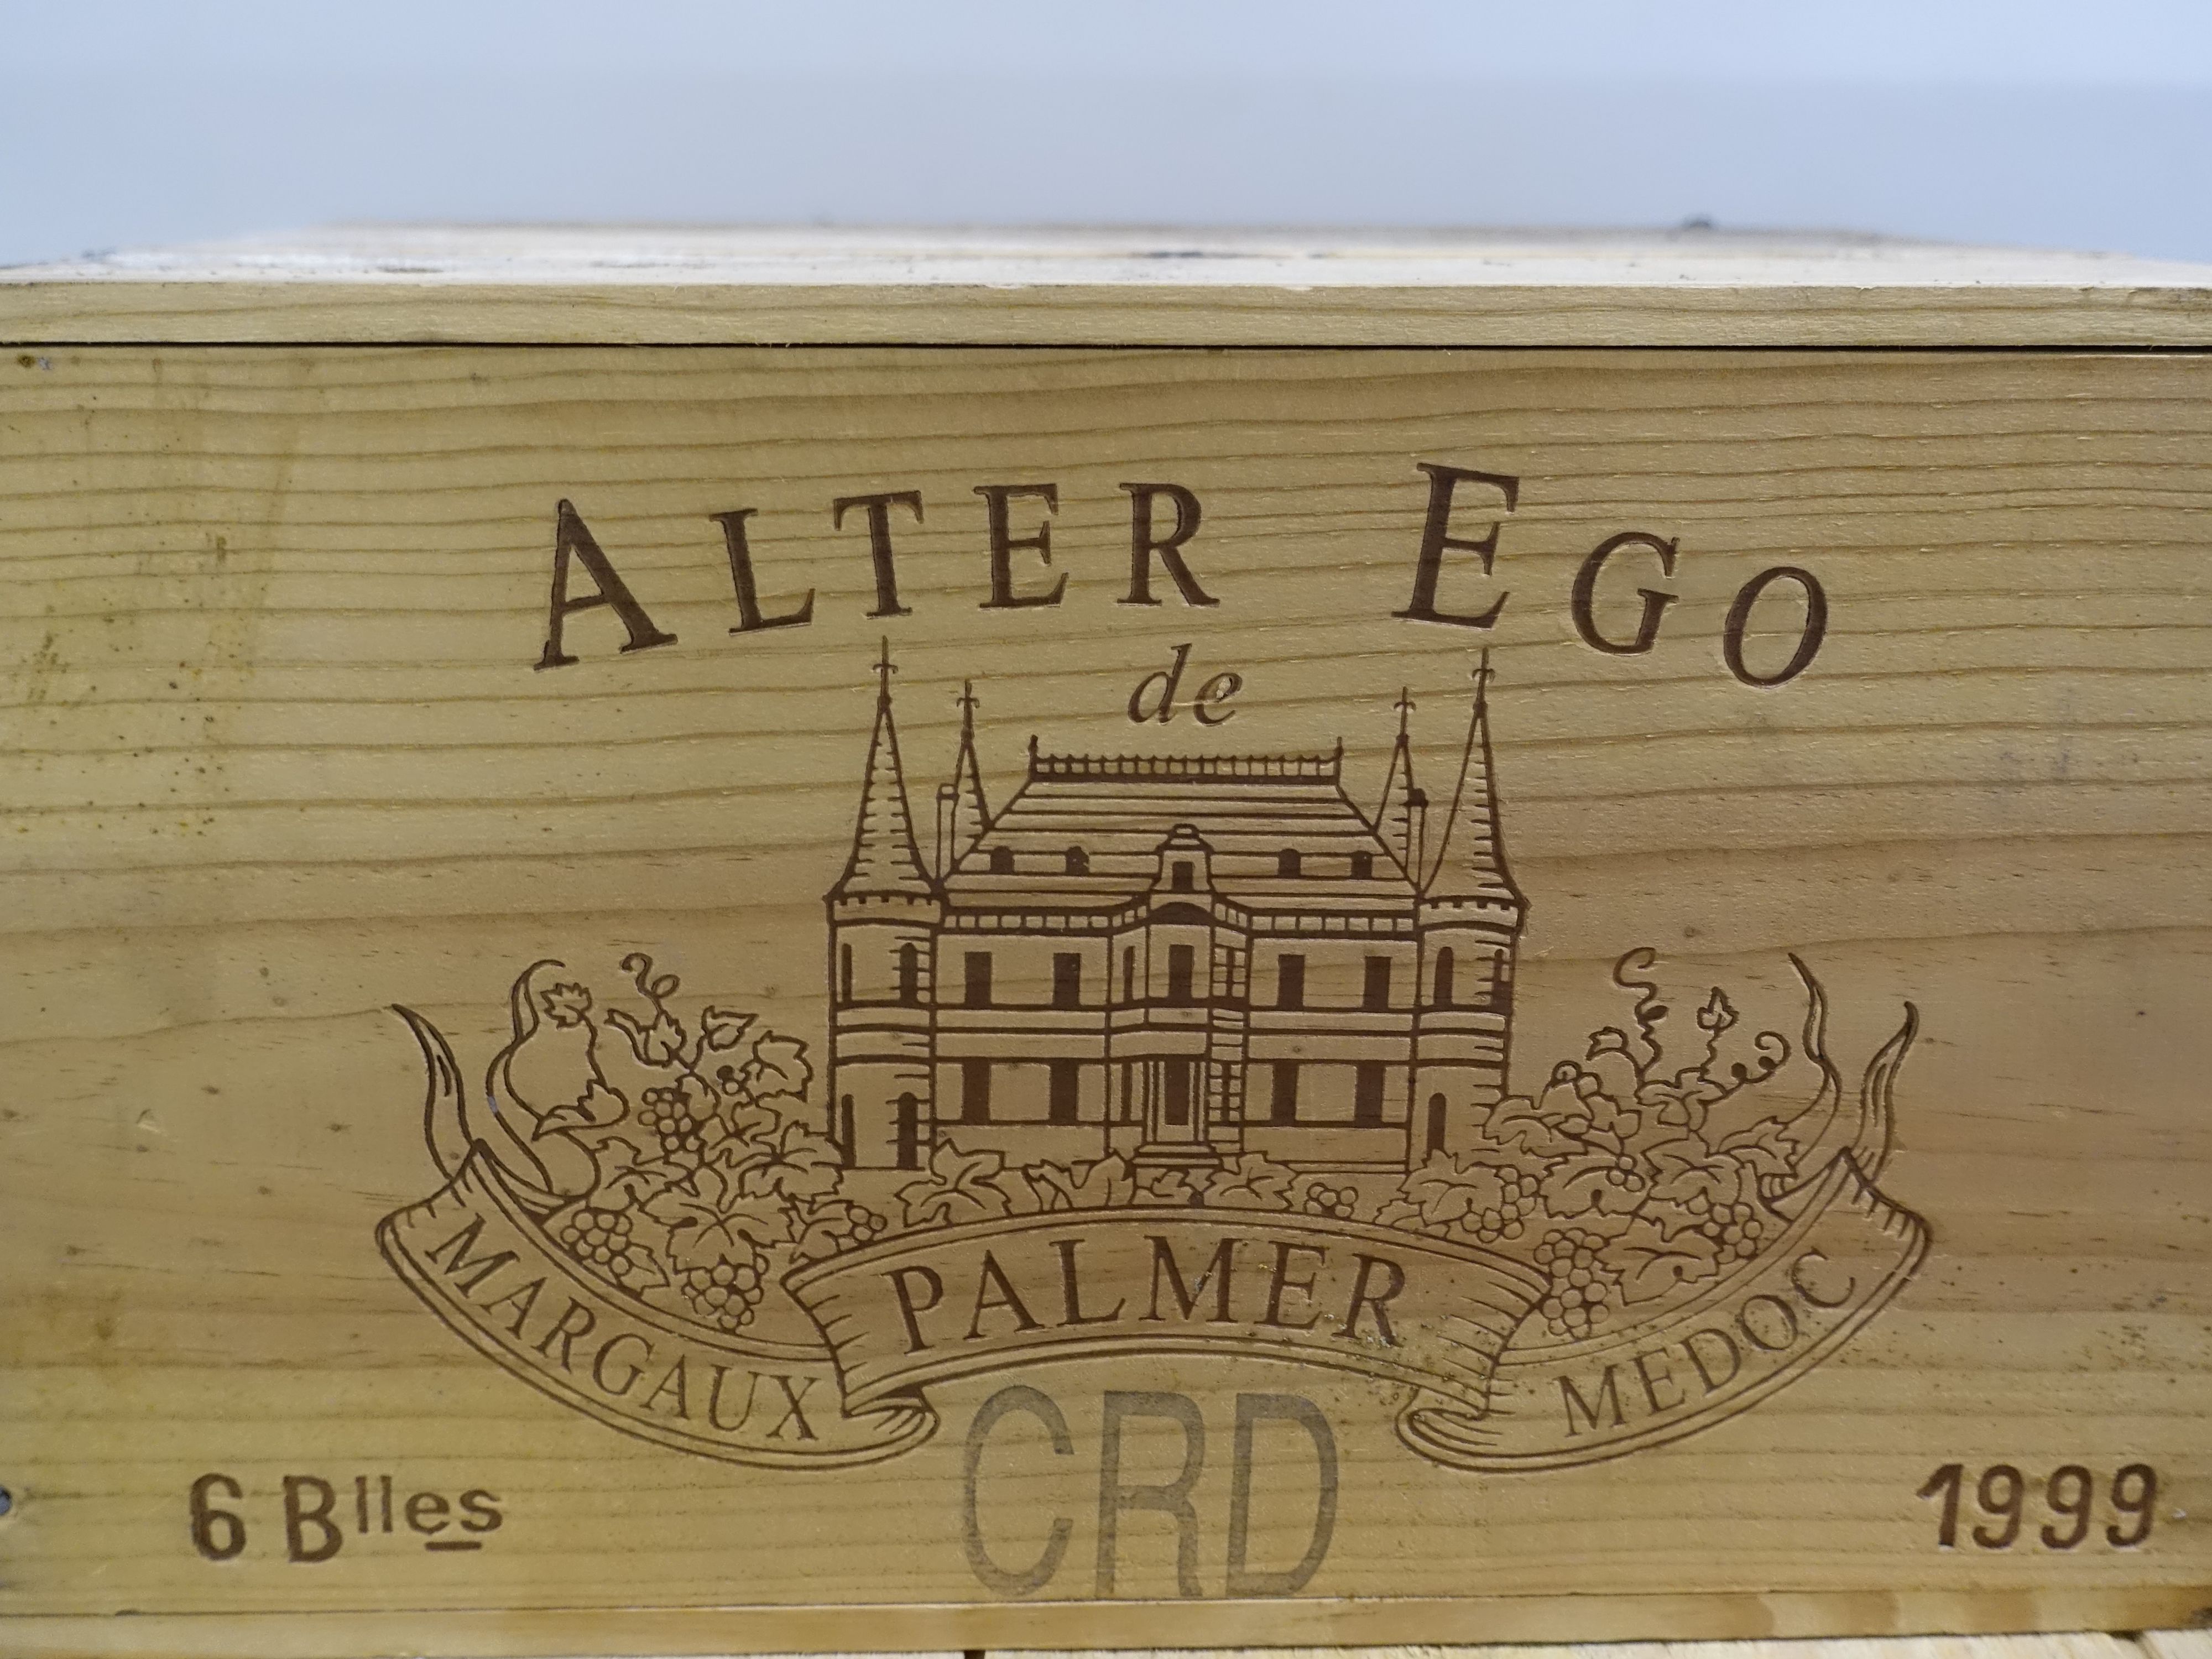 ALTER EGO
de
MARGAUX PALMER MEDOC
CRD
6 Blles 1999